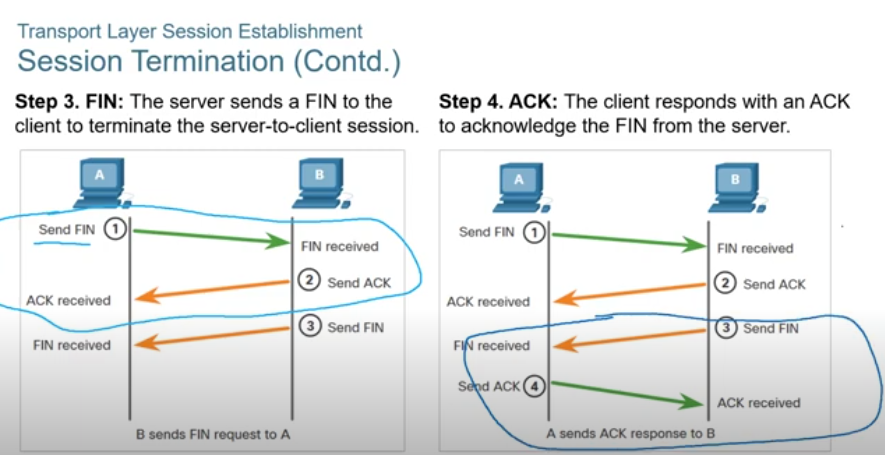 Transport Layer Session Establishment
Session Termination (Contd.)
Step 3. FIN: The server sends a FIN to the
client to terminate the server-to-client session.
A
B
Send FIN 1
FIN received
2 Send ACK
ACK received
3 Send FIN
FIN received
B sends FIN request to A
Step 4. ACK: The client responds with an ACK
to acknowledge the FIN from the server.
A
B
Send FIN 1
FIN received
2 Send ACK
ACK received
3 Send FIN
FIN received
Send ACK 4
ACK received
A sends ACK response to B